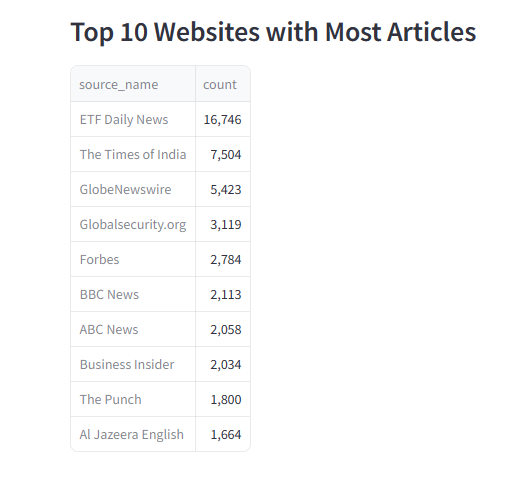 Top 10 Websites with Most Articles
source_name count
ETF Daily News 16,746
The Times of India 7,504
GlobeNewswire 5,423
Globalsecurity.org 3,119
Forbes 2,784
BBC News 2,113
ABC News 2,058
Business Insider 2,034
The Punch 1,800
Al Jazeera English 1,664